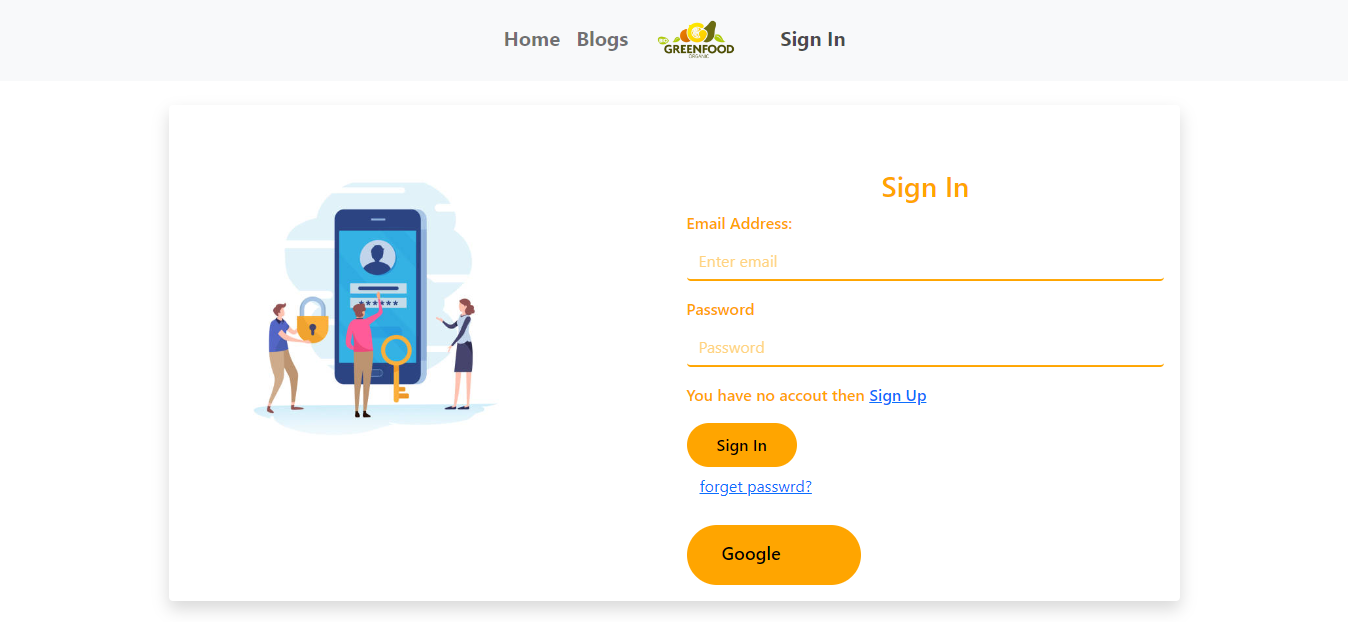 Home Blogs GREENFOOD Sign In
ORGANIC
Sign In
Email Address:
Enter email
Password
Password
You have no accout then Sign Up
Sign In
forget passwrd?
Google